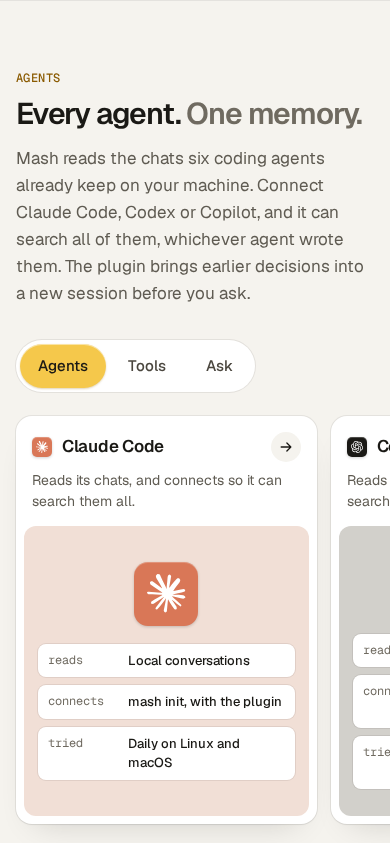 AGENTS
Every agent. One memory.
Mash reads the chats six coding agents
already keep on your machine. Connect
Claude Code, Codex or Copilot, and it can
search all of them, whichever agent wrote
them. The plugin brings earlier decisions into
a new session before you ask.
Agents Tools Ask
Claude Code →
Reads its chats, and connects so it can
search them all.
reads Local conversations
connects mash init, with the plugin
tried Daily on Linux and
macOS
Reads